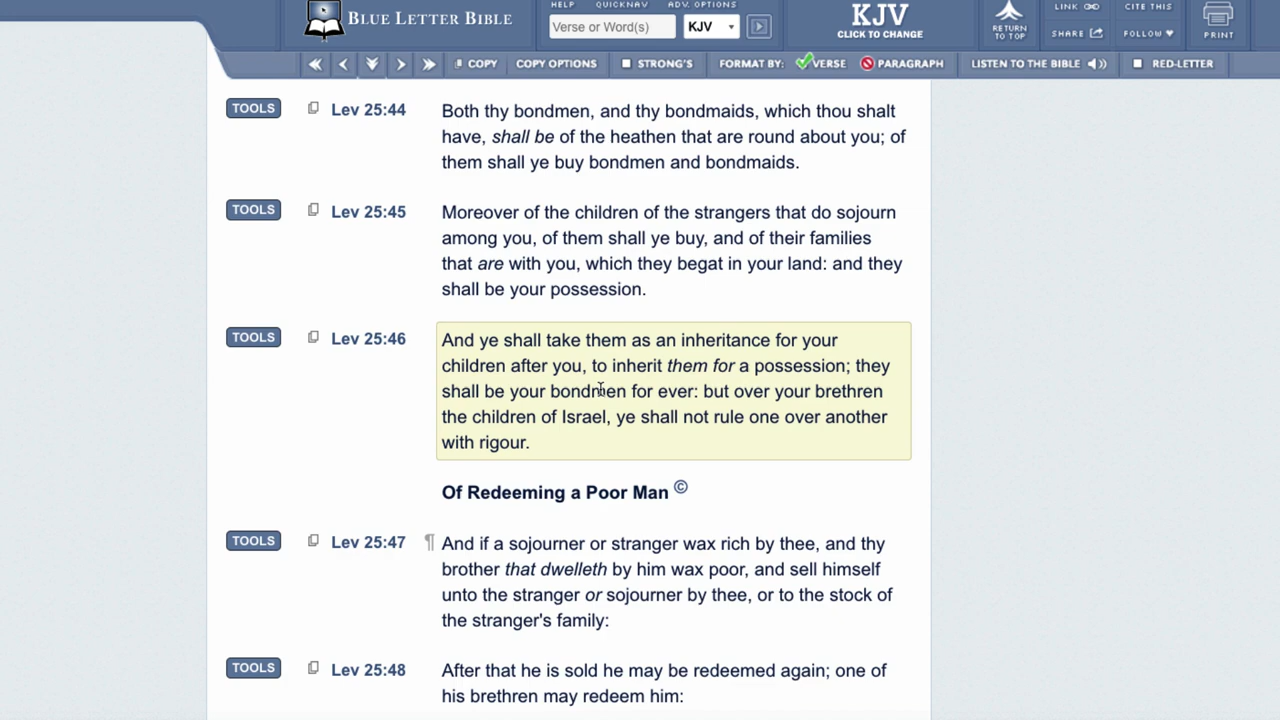 HELP QUICKNAV ADV. OPTIONS
BLUE LETTER BIBLE
Verse or Word(s)
KJV
KJV
CLICK TO CHANGE
RETURN
TO TOP
LINK
CITE THIS
SHARE
FOLLOW
PRINT
COPY COPY OPTIONS STRONG'S FORMAT BY: VERSE PARAGRAPH LISTEN TO THE BIBLE RED-LETTER
TOOLS Lev 25:44 Both thy bondmen, and thy bondmaids, which thou shalt
have, shall be of the heathen that are round about you; of
them shall ye buy bondmen and bondmaids.
TOOLS Lev 25:45 Moreover of the children of the strangers that do sojourn
among you, of them shall ye buy, and of their families
that are with you, which they begat in your land: and they
shall be your possession.
TOOLS Lev 25:46 And ye shall take them as an inheritance for your
children after you, to inherit them for a possession; they
shall be your bondmen for ever: but over your brethren
the children of Israel, ye shall not rule one over another
with rigour.
Of Redeeming a Poor Man ©
TOOLS Lev 25:47 ¶ And if a sojourner or stranger wax rich by thee, and thy
brother that dwelleth by him wax poor, and sell himself
unto the stranger or sojourner by thee, or to the stock of
the stranger's family:
TOOLS Lev 25:48 After that he is sold he may be redeemed again; one of
his brethren may redeem him: